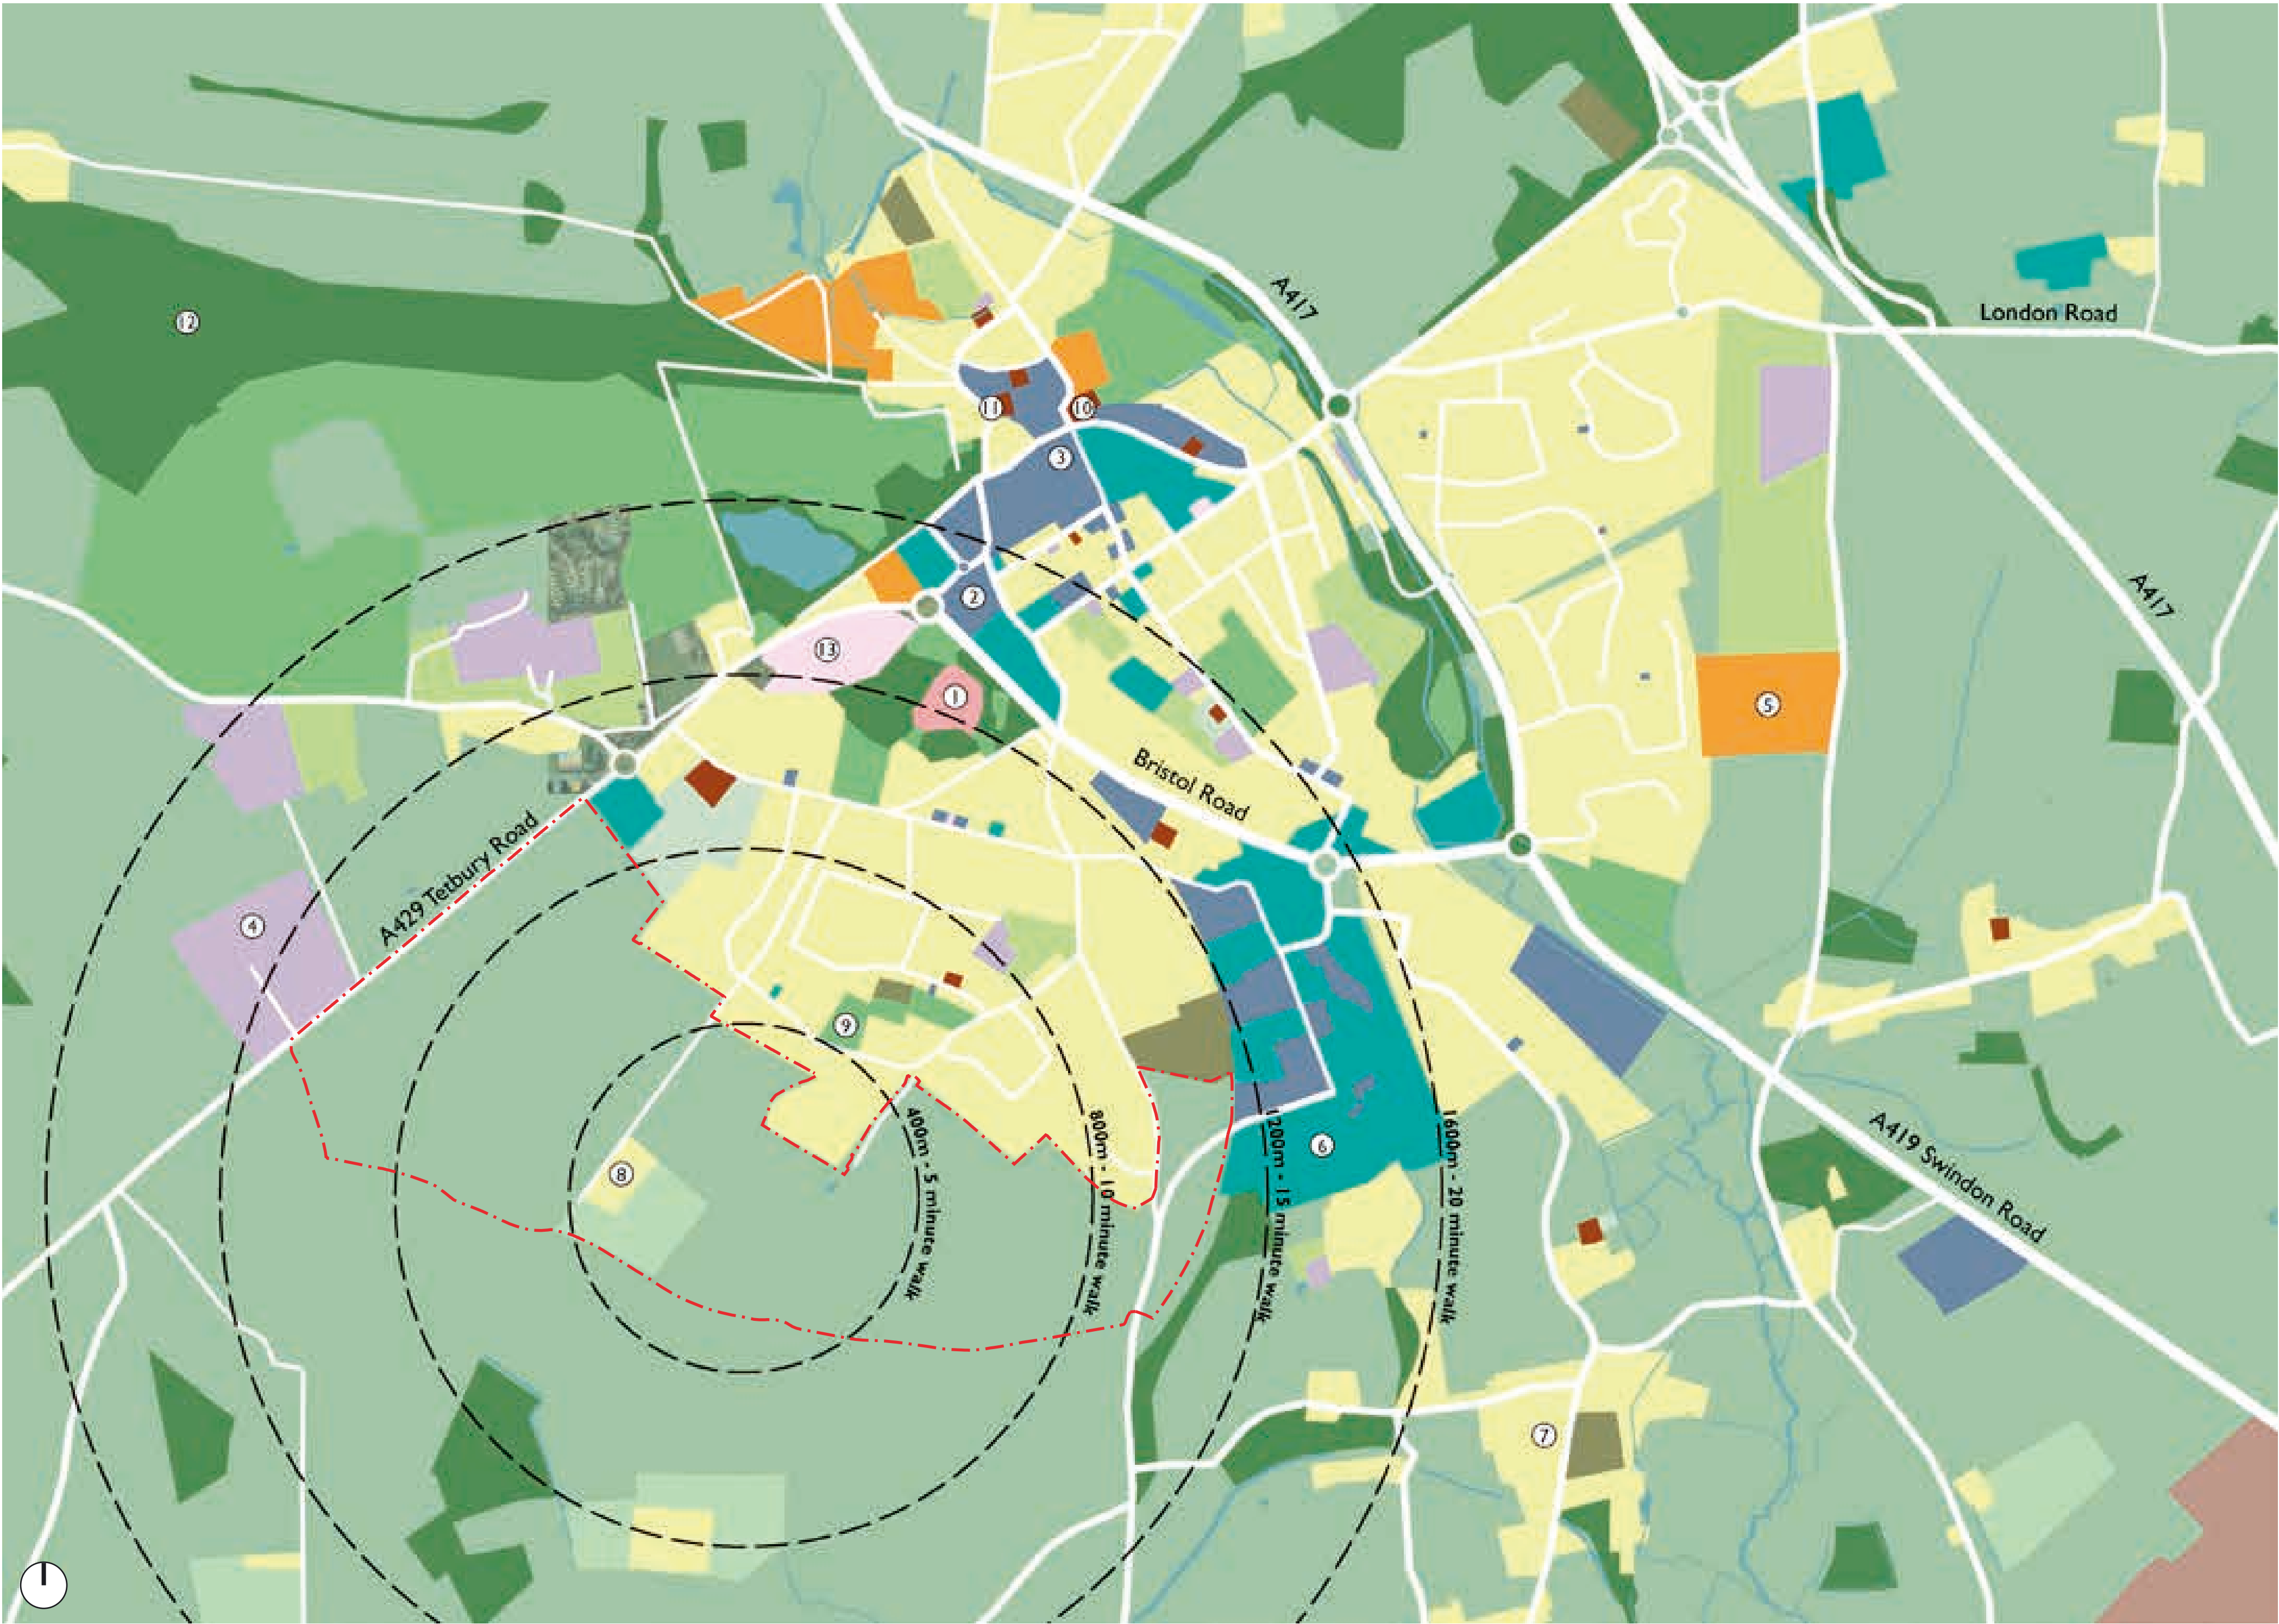 A417
London Road
12
11
10
3
A417
2
13
1
5
Bristol Road
A429 Tetbury Road
4
9
400m - 5 minute walk
800m - 10 minute walk
1200m - 15 minute walk
1600m - 20 minute walk
6
8
A419 Swindon Road
7